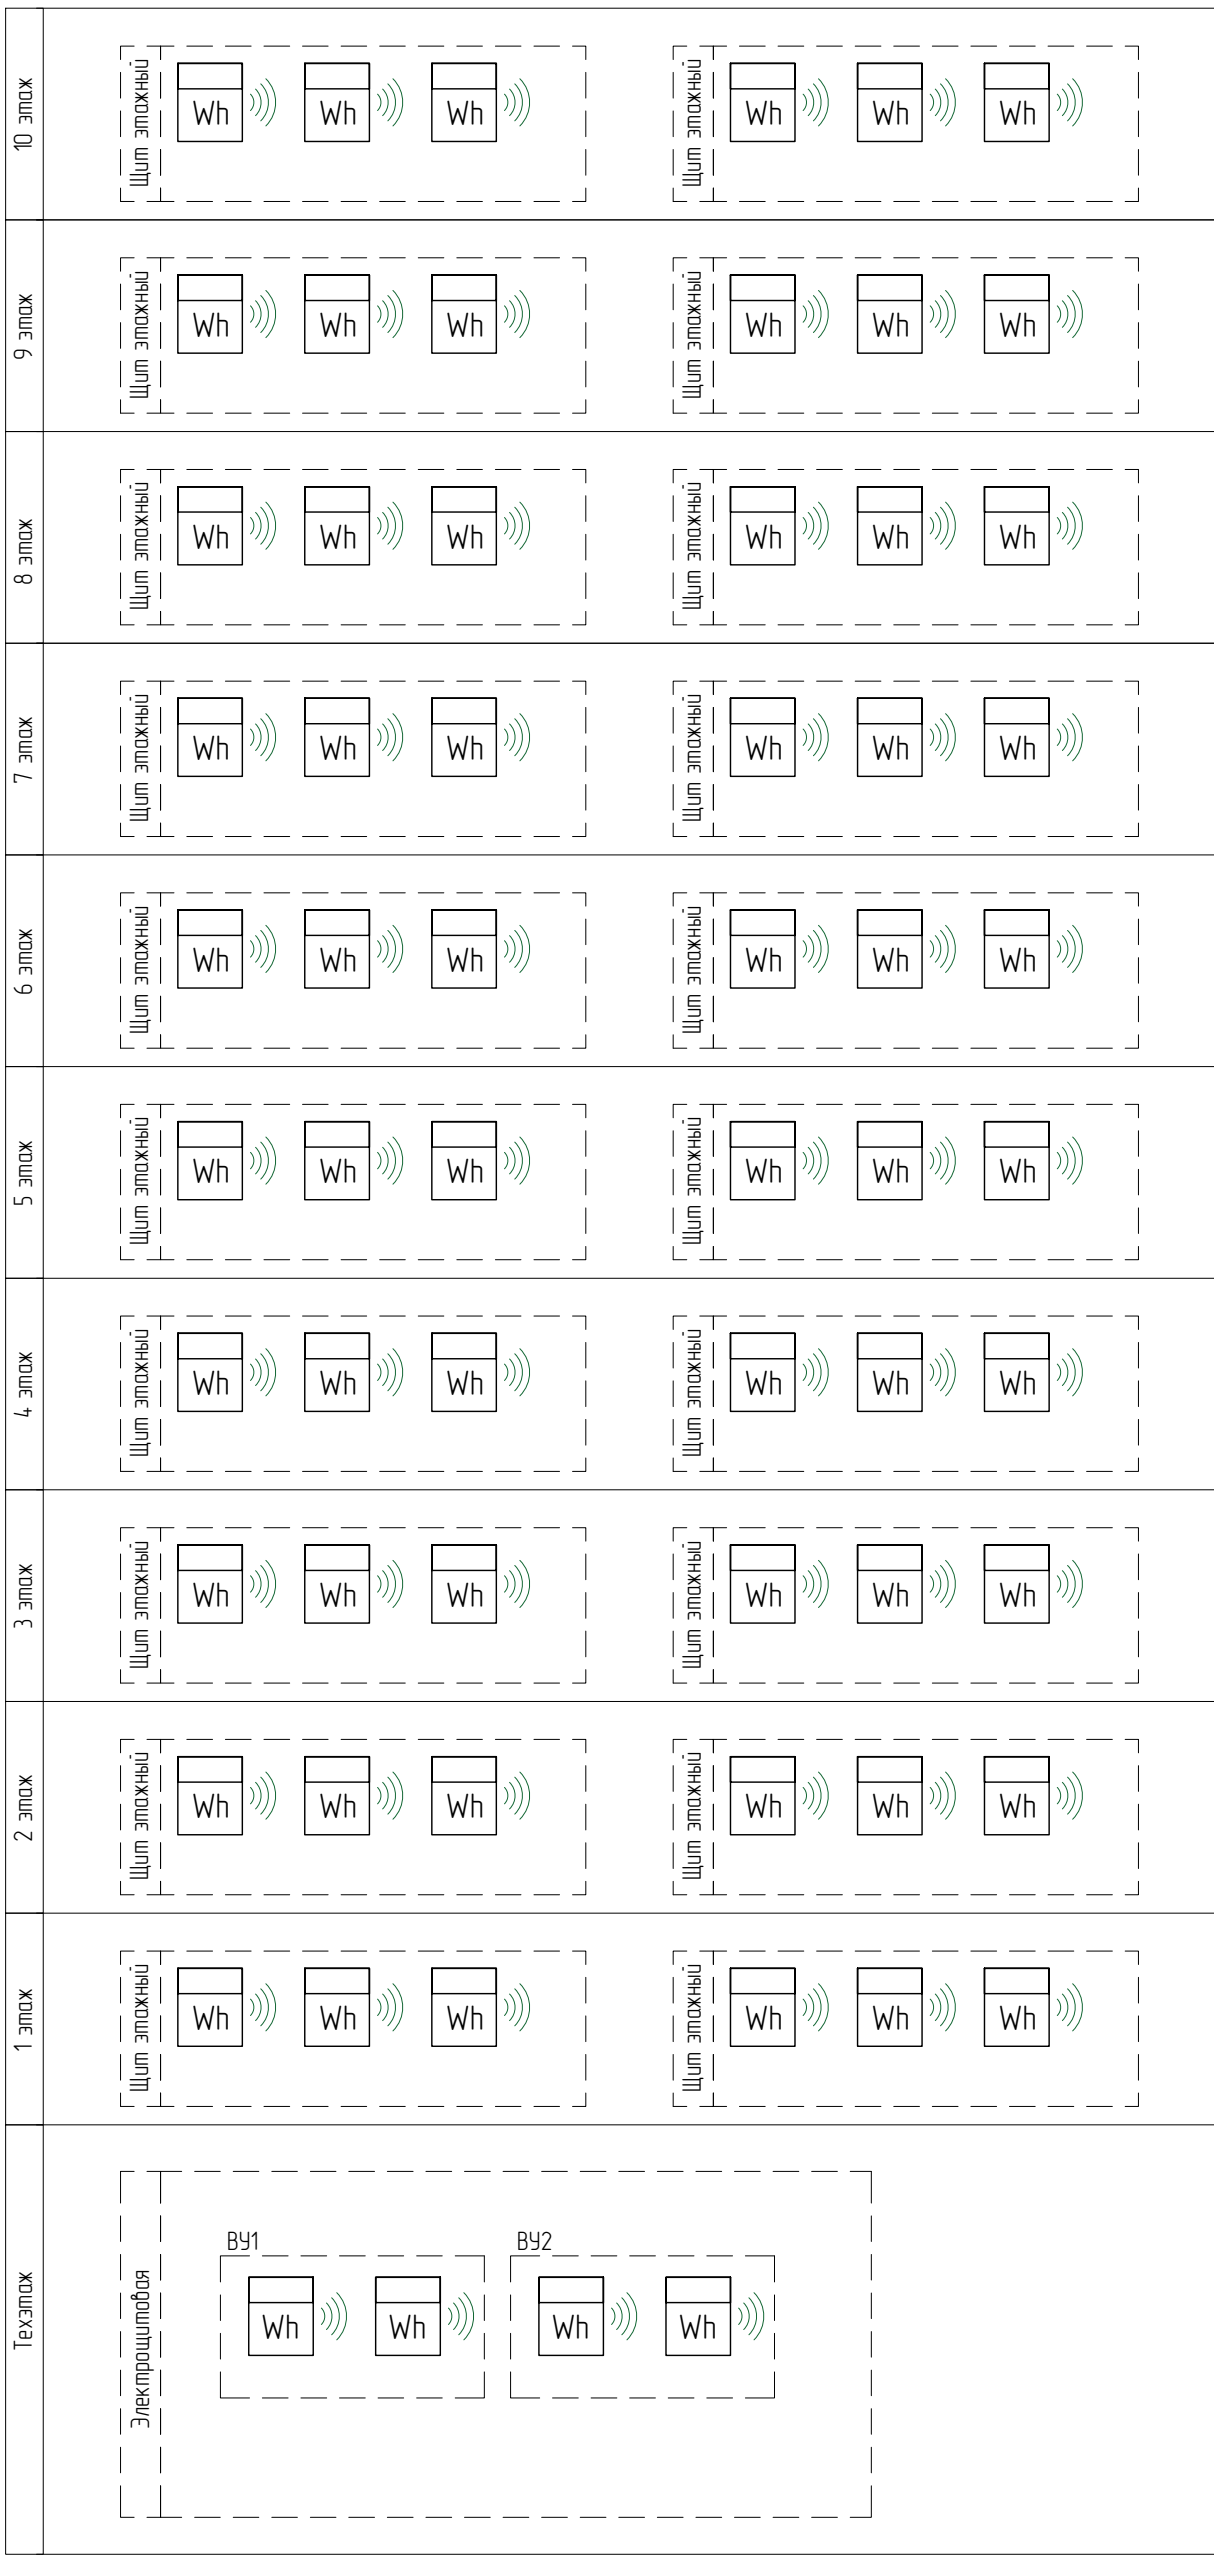 10 этаж
Щит этажный
Wh
Wh
Wh
Щит этажный
Wh
Wh
Wh
9 этаж
Щит этажный
Wh
Wh
Wh
Щит этажный
Wh
Wh
Wh
8 этаж
Щит этажный
Wh
Wh
Wh
Щит этажный
Wh
Wh
Wh
7 этаж
Щит этажный
Wh
Wh
Wh
Щит этажный
Wh
Wh
Wh
6 этаж
Щит этажный
Wh
Wh
Wh
Щит этажный
Wh
Wh
Wh
5 этаж
Щит этажный
Wh
Wh
Wh
Щит этажный
Wh
Wh
Wh
4 этаж
Щит этажный
Wh
Wh
Wh
Щит этажный
Wh
Wh
Wh
3 этаж
Щит этажный
Wh
Wh
Wh
Щит этажный
Wh
Wh
Wh
2 этаж
Щит этажный
Wh
Wh
Wh
Щит этажный
Wh
Wh
Wh
1 этаж
Щит этажный
Wh
Wh
Wh
Щит этажный
Wh
Wh
Wh
Техэтаж
Электрощитовая
ВУ1
Wh
Wh
ВУ2
Wh
Wh